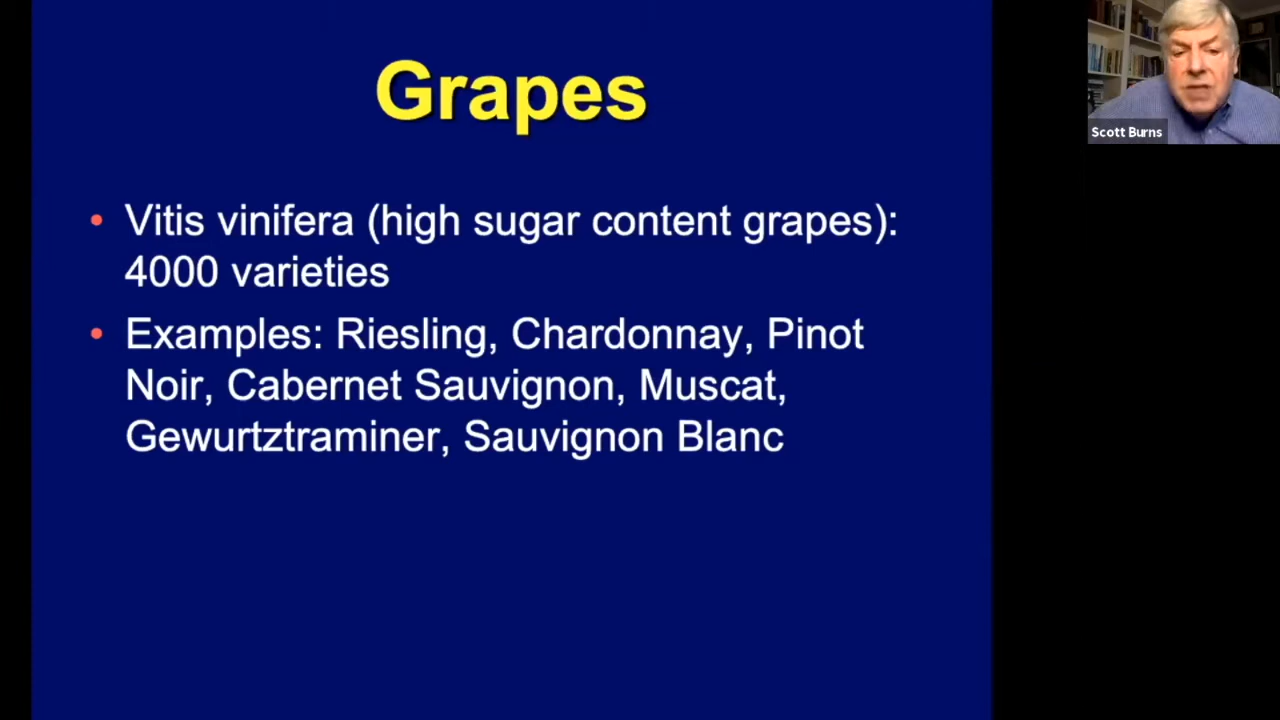 Grapes
Scott Burns
• Vitis vinifera (high sugar content grapes):
4000 varieties
• Examples: Riesling, Chardonnay, Pinot
Noir, Cabernet Sauvignon, Muscat,
Gewurtztraminer, Sauvignon Blanc